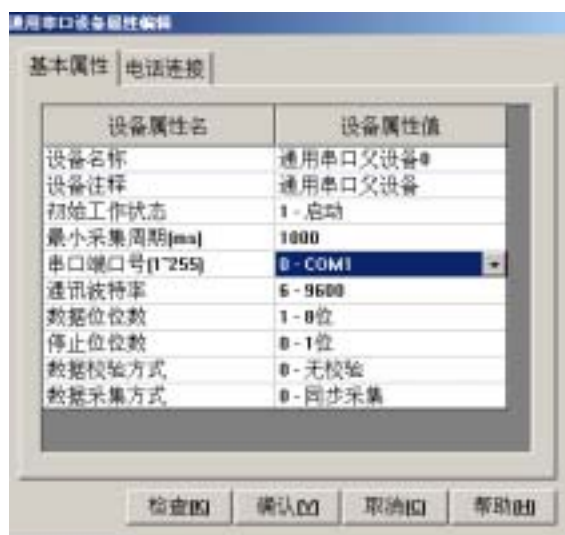 通用串口设备属性编辑
基本属性 电话连接
设备属性名 设备属性值
设备名称 通用串口父设备0
设备注释 通用串口父设备
初始工作状态 1 - 启动
最小采集周期(ms) 1000
串口端口号(1~255) 0 - COM1
通讯波特率 6 - 9600
数据位位数 1 - 8位
停止位位数 0 - 1位
数据校验方式 0 - 无校验
数据采集方式 0 - 同步采集
检查[K] 确认[Y] 取消[C] 帮助[H]